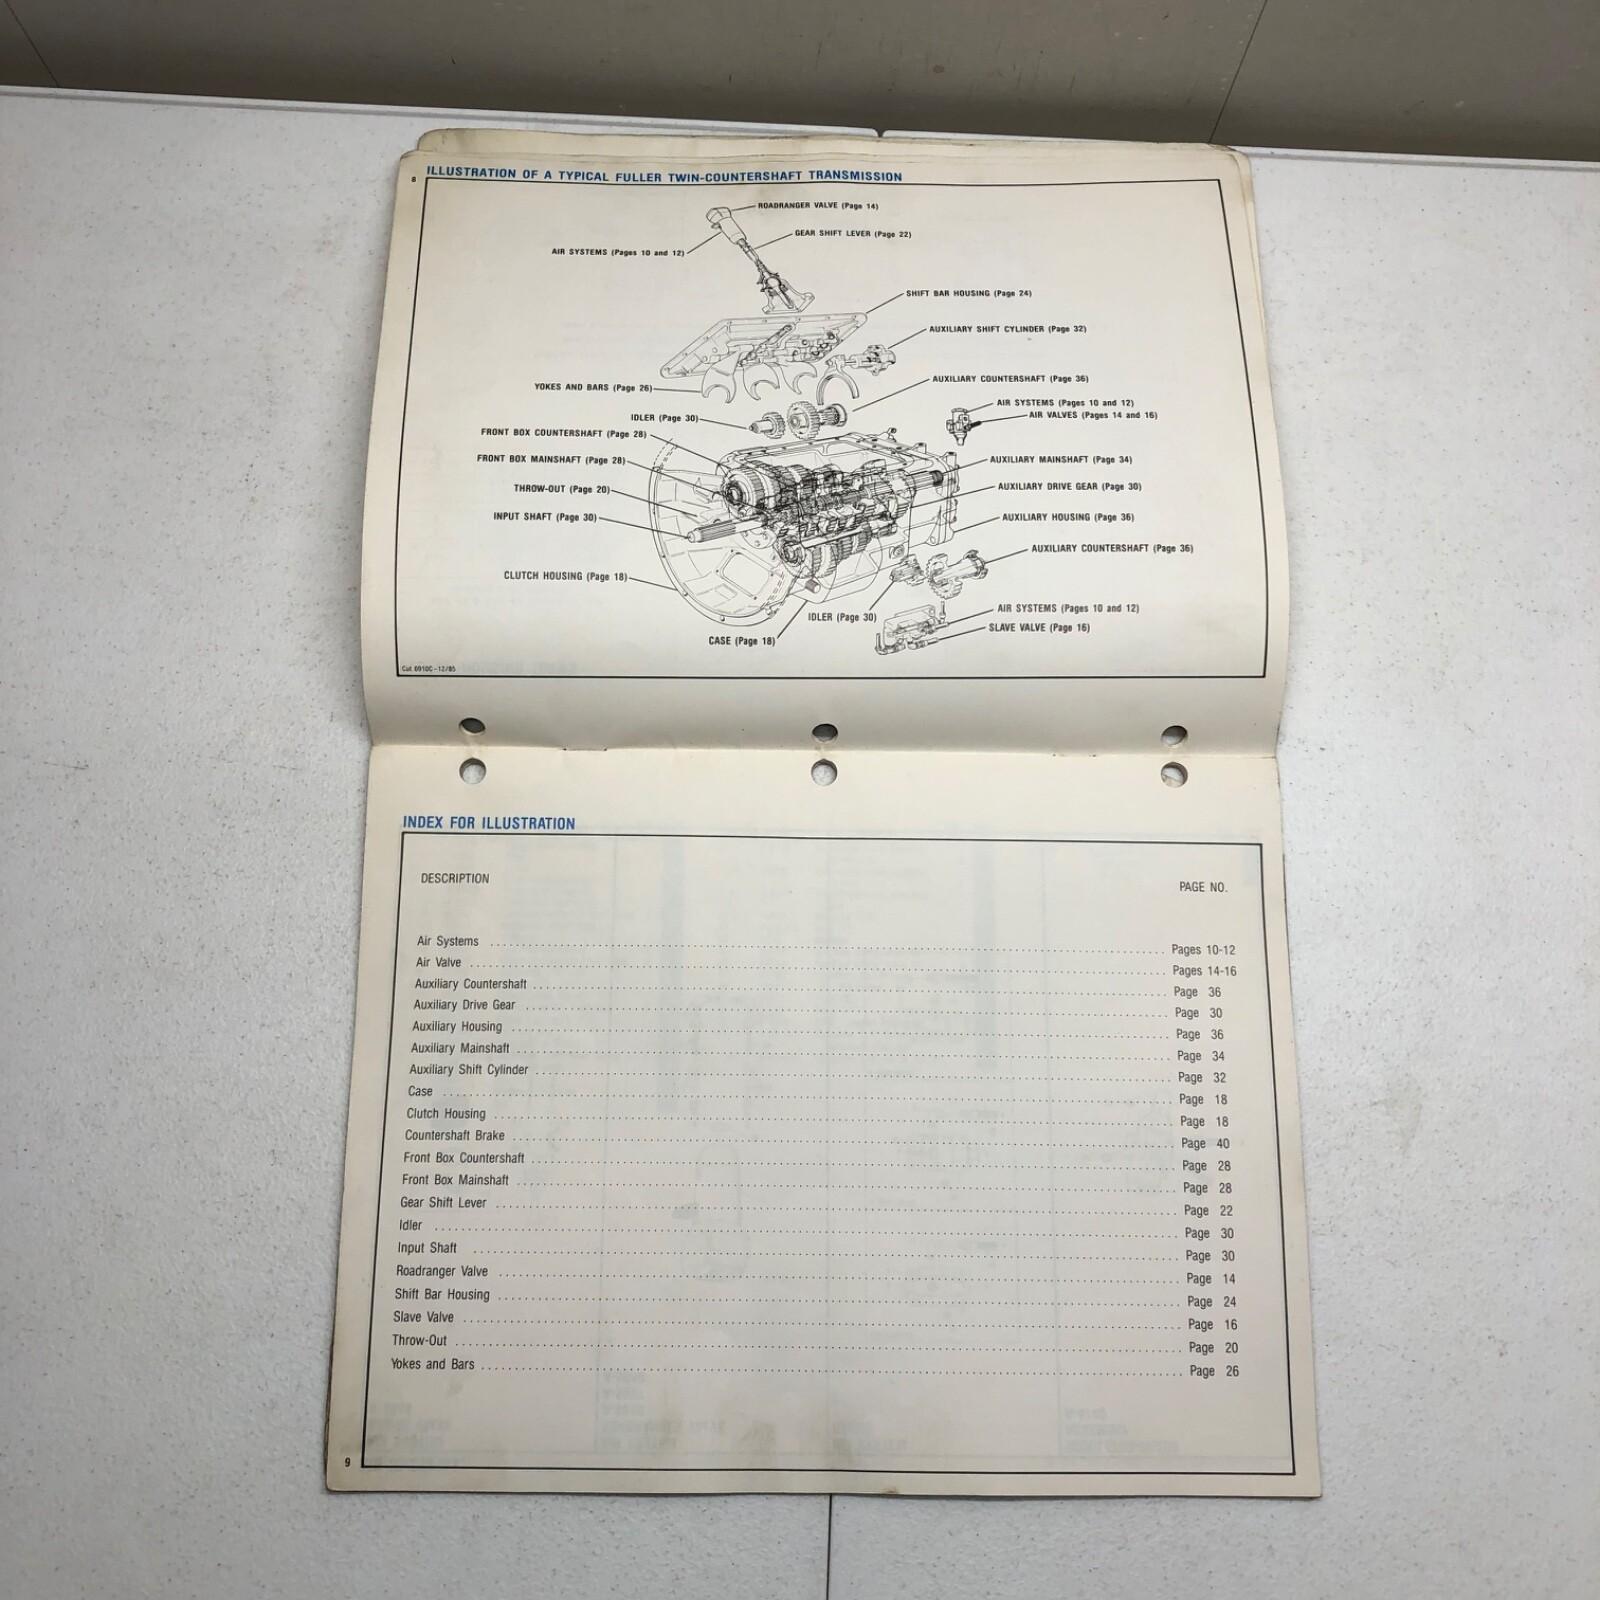 8
ILLUSTRATION OF A TYPICAL FULLER TWIN-COUNTERSHAFT TRANSMISSION
ROADRANGER VALVE (Page 14)
GEAR SHIFT LEVER (Page 22)
AIR SYSTEMS (Pages 10 and 12)
SHIFT BAR HOUSING (Page 24)
AUXILIARY SHIFT CYLINDER (Page 32)
YOKES AND BARS (Page 26)
AUXILIARY COUNTERSHAFT (Page 36)
AIR SYSTEMS (Pages 10 and 12)
AIR VALVES (Pages 14 and 16)
IDLER (Page 30)
FRONT BOX COUNTERSHAFT (Page 28)
FRONT BOX MAINSHAFT (Page 28)
AUXILIARY MAINSHAFT (Page 34)
THROW-OUT (Page 20)
AUXILIARY DRIVE GEAR (Page 30)
INPUT SHAFT (Page 30)
AUXILIARY HOUSING (Page 36)
AUXILIARY COUNTERSHAFT (Page 36)
CLUTCH HOUSING (Page 18)
IDLER (Page 30)
AIR SYSTEMS (Pages 10 and 12)
SLAVE VALVE (Page 16)
CASE (Page 18)
Cut 6910C-12/85
INDEX FOR ILLUSTRATION
DESCRIPTION PAGE NO.
Air Systems Pages 10-12
Air Valve Pages 14-16
Auxiliary Countershaft Page 36
Auxiliary Drive Gear Page 30
Auxiliary Housing Page 36
Auxiliary Mainshaft Page 34
Auxiliary Shift Cylinder Page 32
Case Page 18
Clutch Housing Page 18
Countershaft Brake Page 40
Front Box Countershaft Page 28
Front Box Mainshaft Page 28
Gear Shift Lever Page 22
Idler Page 30
Input Shaft Page 30
Roadranger Valve Page 14
Shift Bar Housing Page 24
Slave Valve Page 16
Throw-Out Page 20
Yokes and Bars Page 26
9